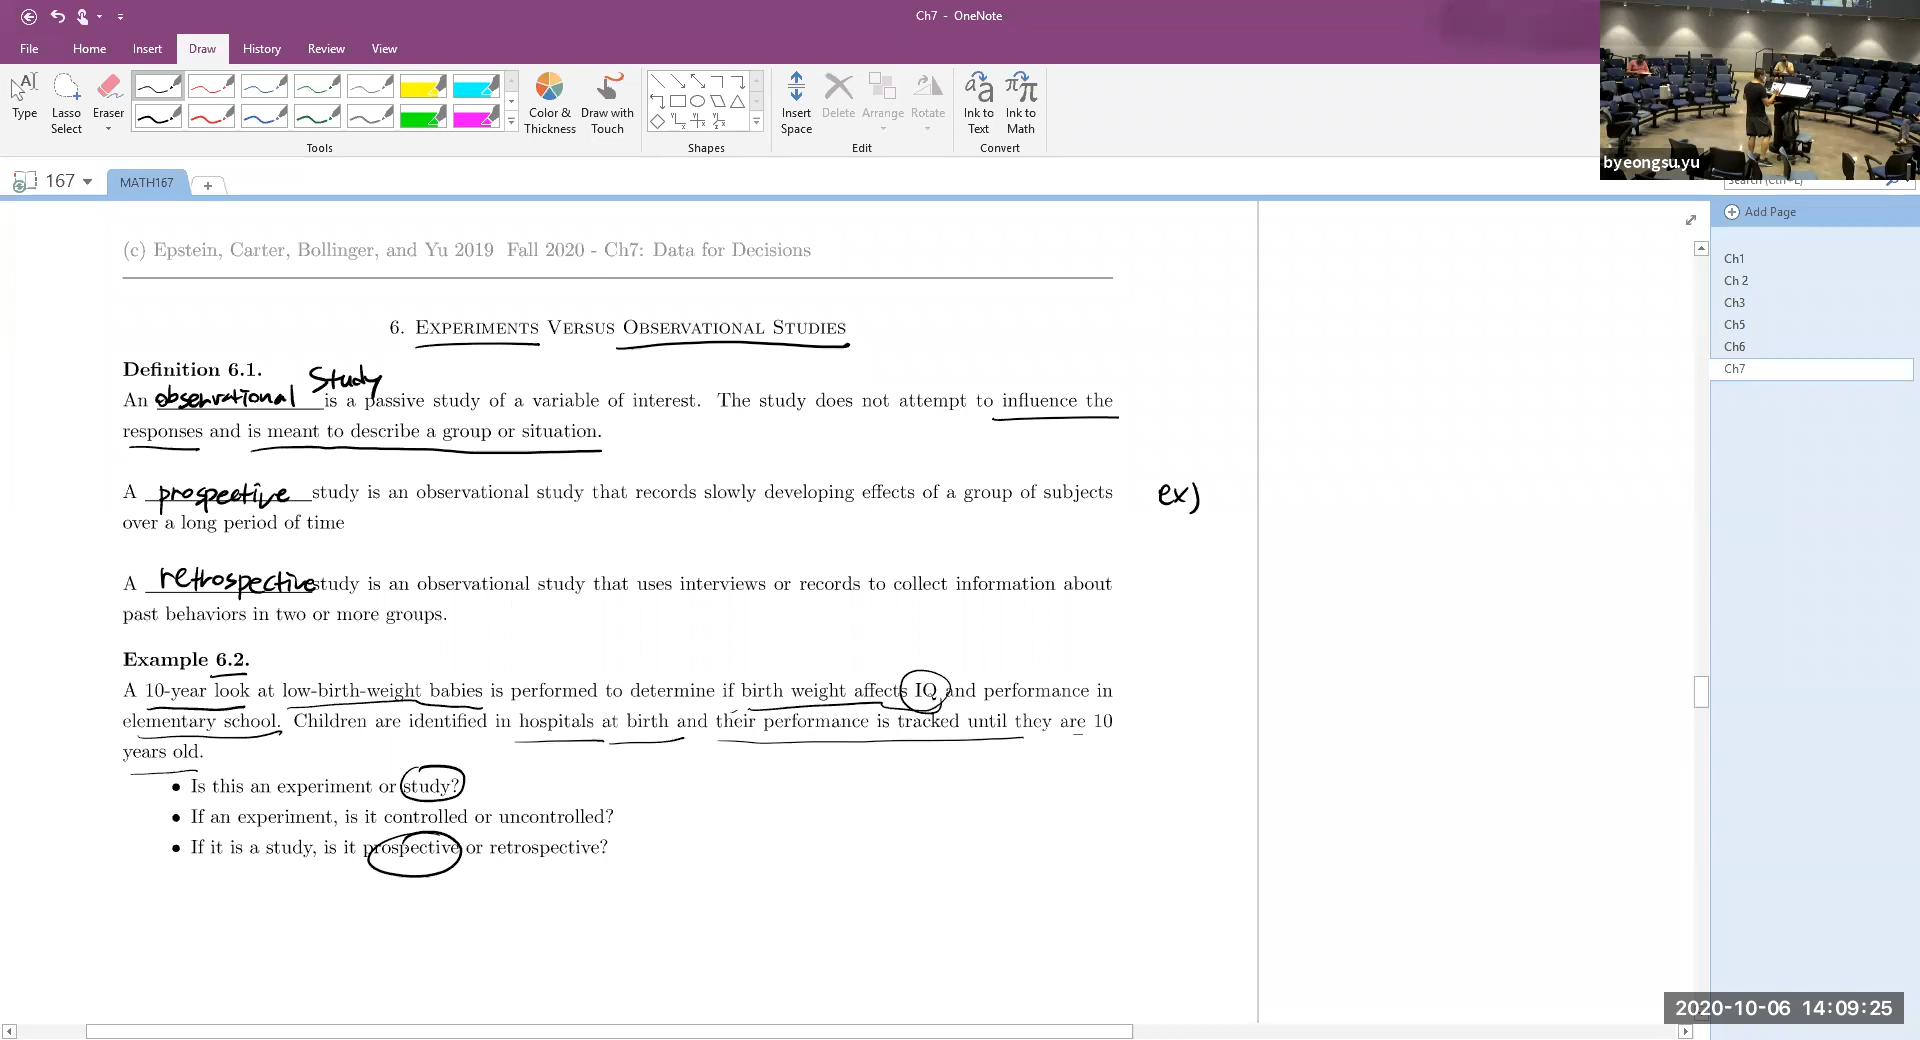 Ch7 - OneNote
File Home Insert Draw History Review View
Type Lasso Select Eraser Color & Thickness Draw with Touch Insert Space Delete Arrange Rotate Ink to Text Ink to Math
Tools Shapes Edit Convert
byeongsu.yu
167 MATH167
Search (Ctrl+E)
Add Page
Ch1
Ch 2
Ch3
Ch5
Ch6
Ch7
(c) Epstein, Carter, Bollinger, and Yu 2019 Fall 2020 - Ch7: Data for Decisions
6. Experiments Versus Observational Studies
Definition 6.1.
An observational study is a passive study of a variable of interest. The study does not attempt to influence the
responses and is meant to describe a group or situation.
A prospective study is an observational study that records slowly developing effects of a group of subjects
over a long period of time
ex)
A retrospective study is an observational study that uses interviews or records to collect information about
past behaviors in two or more groups.
Example 6.2.
A 10-year look at low-birth-weight babies is performed to determine if birth weight affects IQ and performance in
elementary school. Children are identified in hospitals at birth and their performance is tracked until they are 10
years old.
• Is this an experiment or study?
• If an experiment, is it controlled or uncontrolled?
• If it is a study, is it prospective or retrospective?
2020-10-06 14:09:25